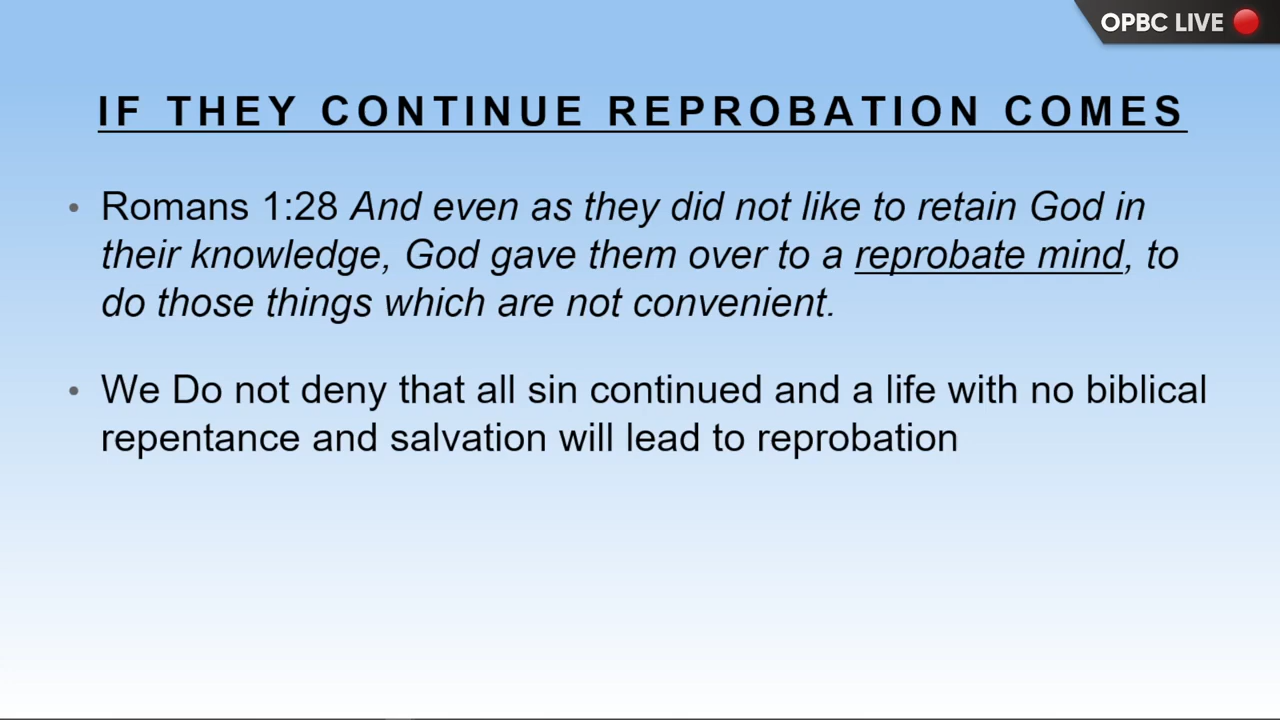 OPBC LIVE
IF THEY CONTINUE REPROBATION COMES
• Romans 1:28 And even as they did not like to retain God in
their knowledge, God gave them over to a reprobate mind, to
do those things which are not convenient.
• We Do not deny that all sin continued and a life with no biblical
repentance and salvation will lead to reprobation